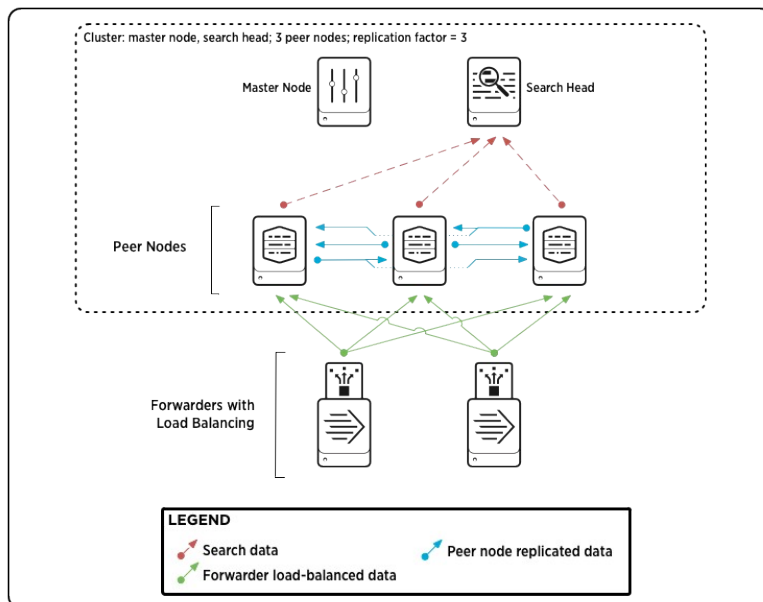 Cluster: master node, search head; 3 peer nodes; replication factor = 3
Master Node
Search Head
Peer Nodes
Forwarders with
Load Balancing
LEGEND
Search data
Peer node replicated data
Forwarder load-balanced data